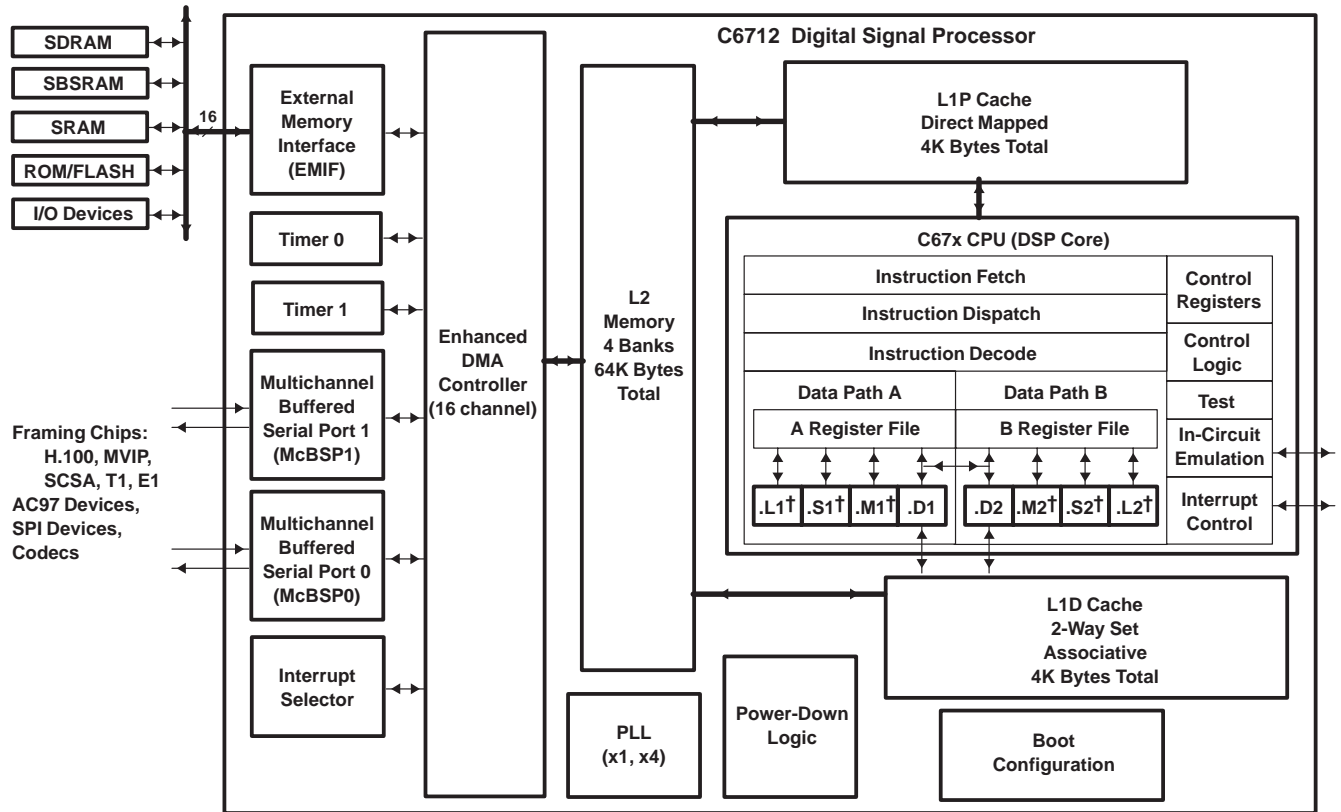 C6712 Digital Signal Processor
SDRAM
SBSRAM
SRAM
ROM/FLASH
I/O Devices
16
External
Memory
Interface
(EMIF)
Timer 0
Timer 1
Multichannel
Buffered
Serial Port 1
(McBSP1)
Multichannel
Buffered
Serial Port 0
(McBSP0)
Interrupt
Selector
Framing Chips:
H.100, MVIP,
SCSA, T1, E1
AC97 Devices,
SPI Devices,
Codecs
Enhanced
DMA
Controller
(16 channel)
L2
Memory
4 Banks
64K Bytes
Total
L1P Cache
Direct Mapped
4K Bytes Total
C67x CPU (DSP Core)
Instruction Fetch
Instruction Dispatch
Instruction Decode
Data Path A
Data Path B
A Register File
B Register File
.L1† .S1† .M1† .D1
.D2 .M2† .S2† .L2†
Control
Registers
Control
Logic
Test
In-Circuit
Emulation
Interrupt
Control
L1D Cache
2-Way Set
Associative
4K Bytes Total
PLL
(x1, x4)
Power-Down
Logic
Boot
Configuration